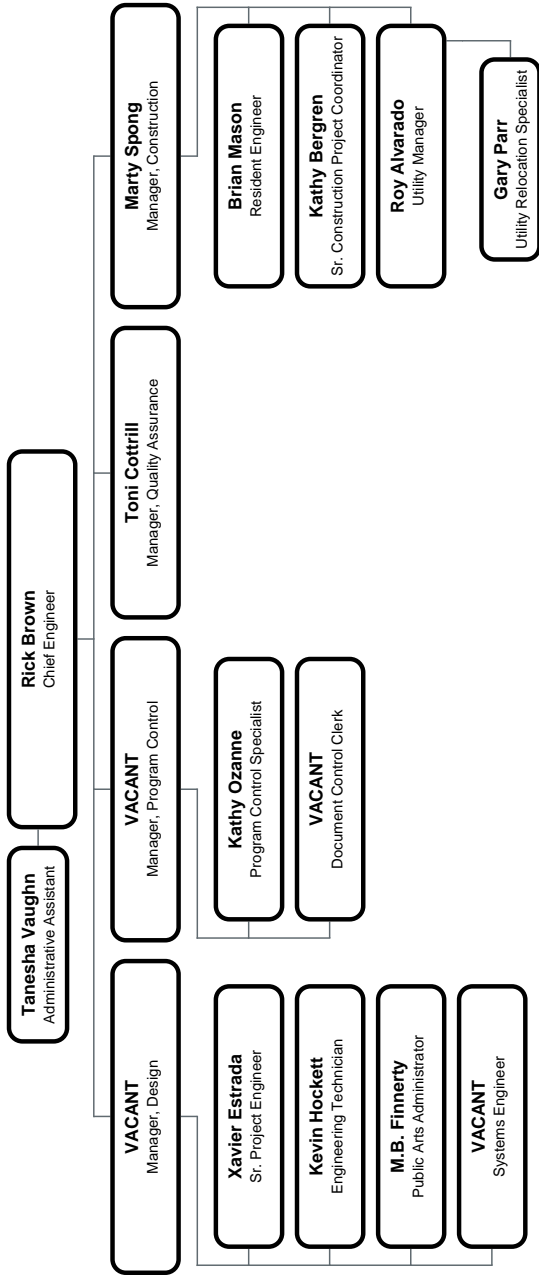 Rick Brown
Chief Engineer
Tanesha Vaughn
Administrative Assistant
VACANT
Manager, Design
VACANT
Manager, Program Control
Toni Cottrill
Manager, Quality Assurance
Marty Spong
Manager, Construction
Xavier Estrada
Sr. Project Engineer
Kevin Hockett
Engineering Technician
M.B. Finnerty
Public Arts Administrator
VACANT
Systems Engineer
Kathy Ozanne
Program Control Specialist
VACANT
Document Control Clerk
Brian Mason
Resident Engineer
Kathy Bergren
Sr. Construction Project Coordinator
Roy Alvarado
Utility Manager
Gary Parr
Utility Relocation Specialist